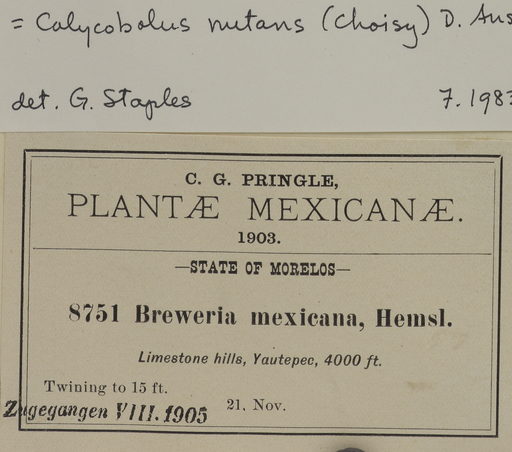 = Calycobolus nutans (Choisy) D. Aus
det. G. Staples 7.1983
C. G. PRINGLE,
PLANTÆ MEXICANÆ.
1903.
—STATE OF MORELOS—
8751 Breweria mexicana, Hemsl.
Limestone hills, Yautepec, 4000 ft.
Twining to 15 ft.
21, Nov.
Zugegangen VIII. 1905